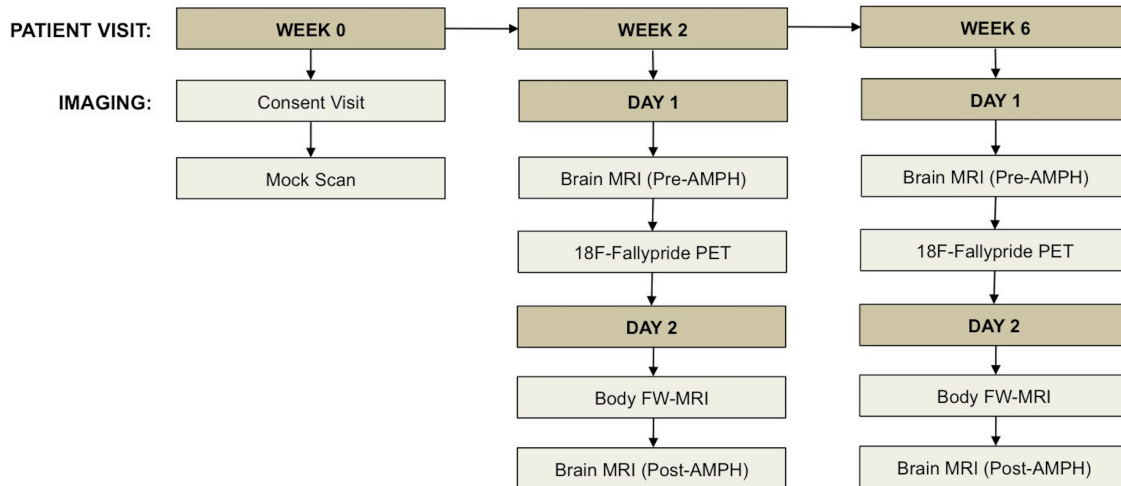 PATIENT VISIT:
WEEK 0
WEEK 2
WEEK 6
IMAGING:
Consent Visit
Mock Scan
DAY 1
Brain MRI (Pre-AMPH)
18F-Fallypride PET
DAY 2
Body FW-MRI
Brain MRI (Post-AMPH)
DAY 1
Brain MRI (Pre-AMPH)
18F-Fallypride PET
DAY 2
Body FW-MRI
Brain MRI (Post-AMPH)